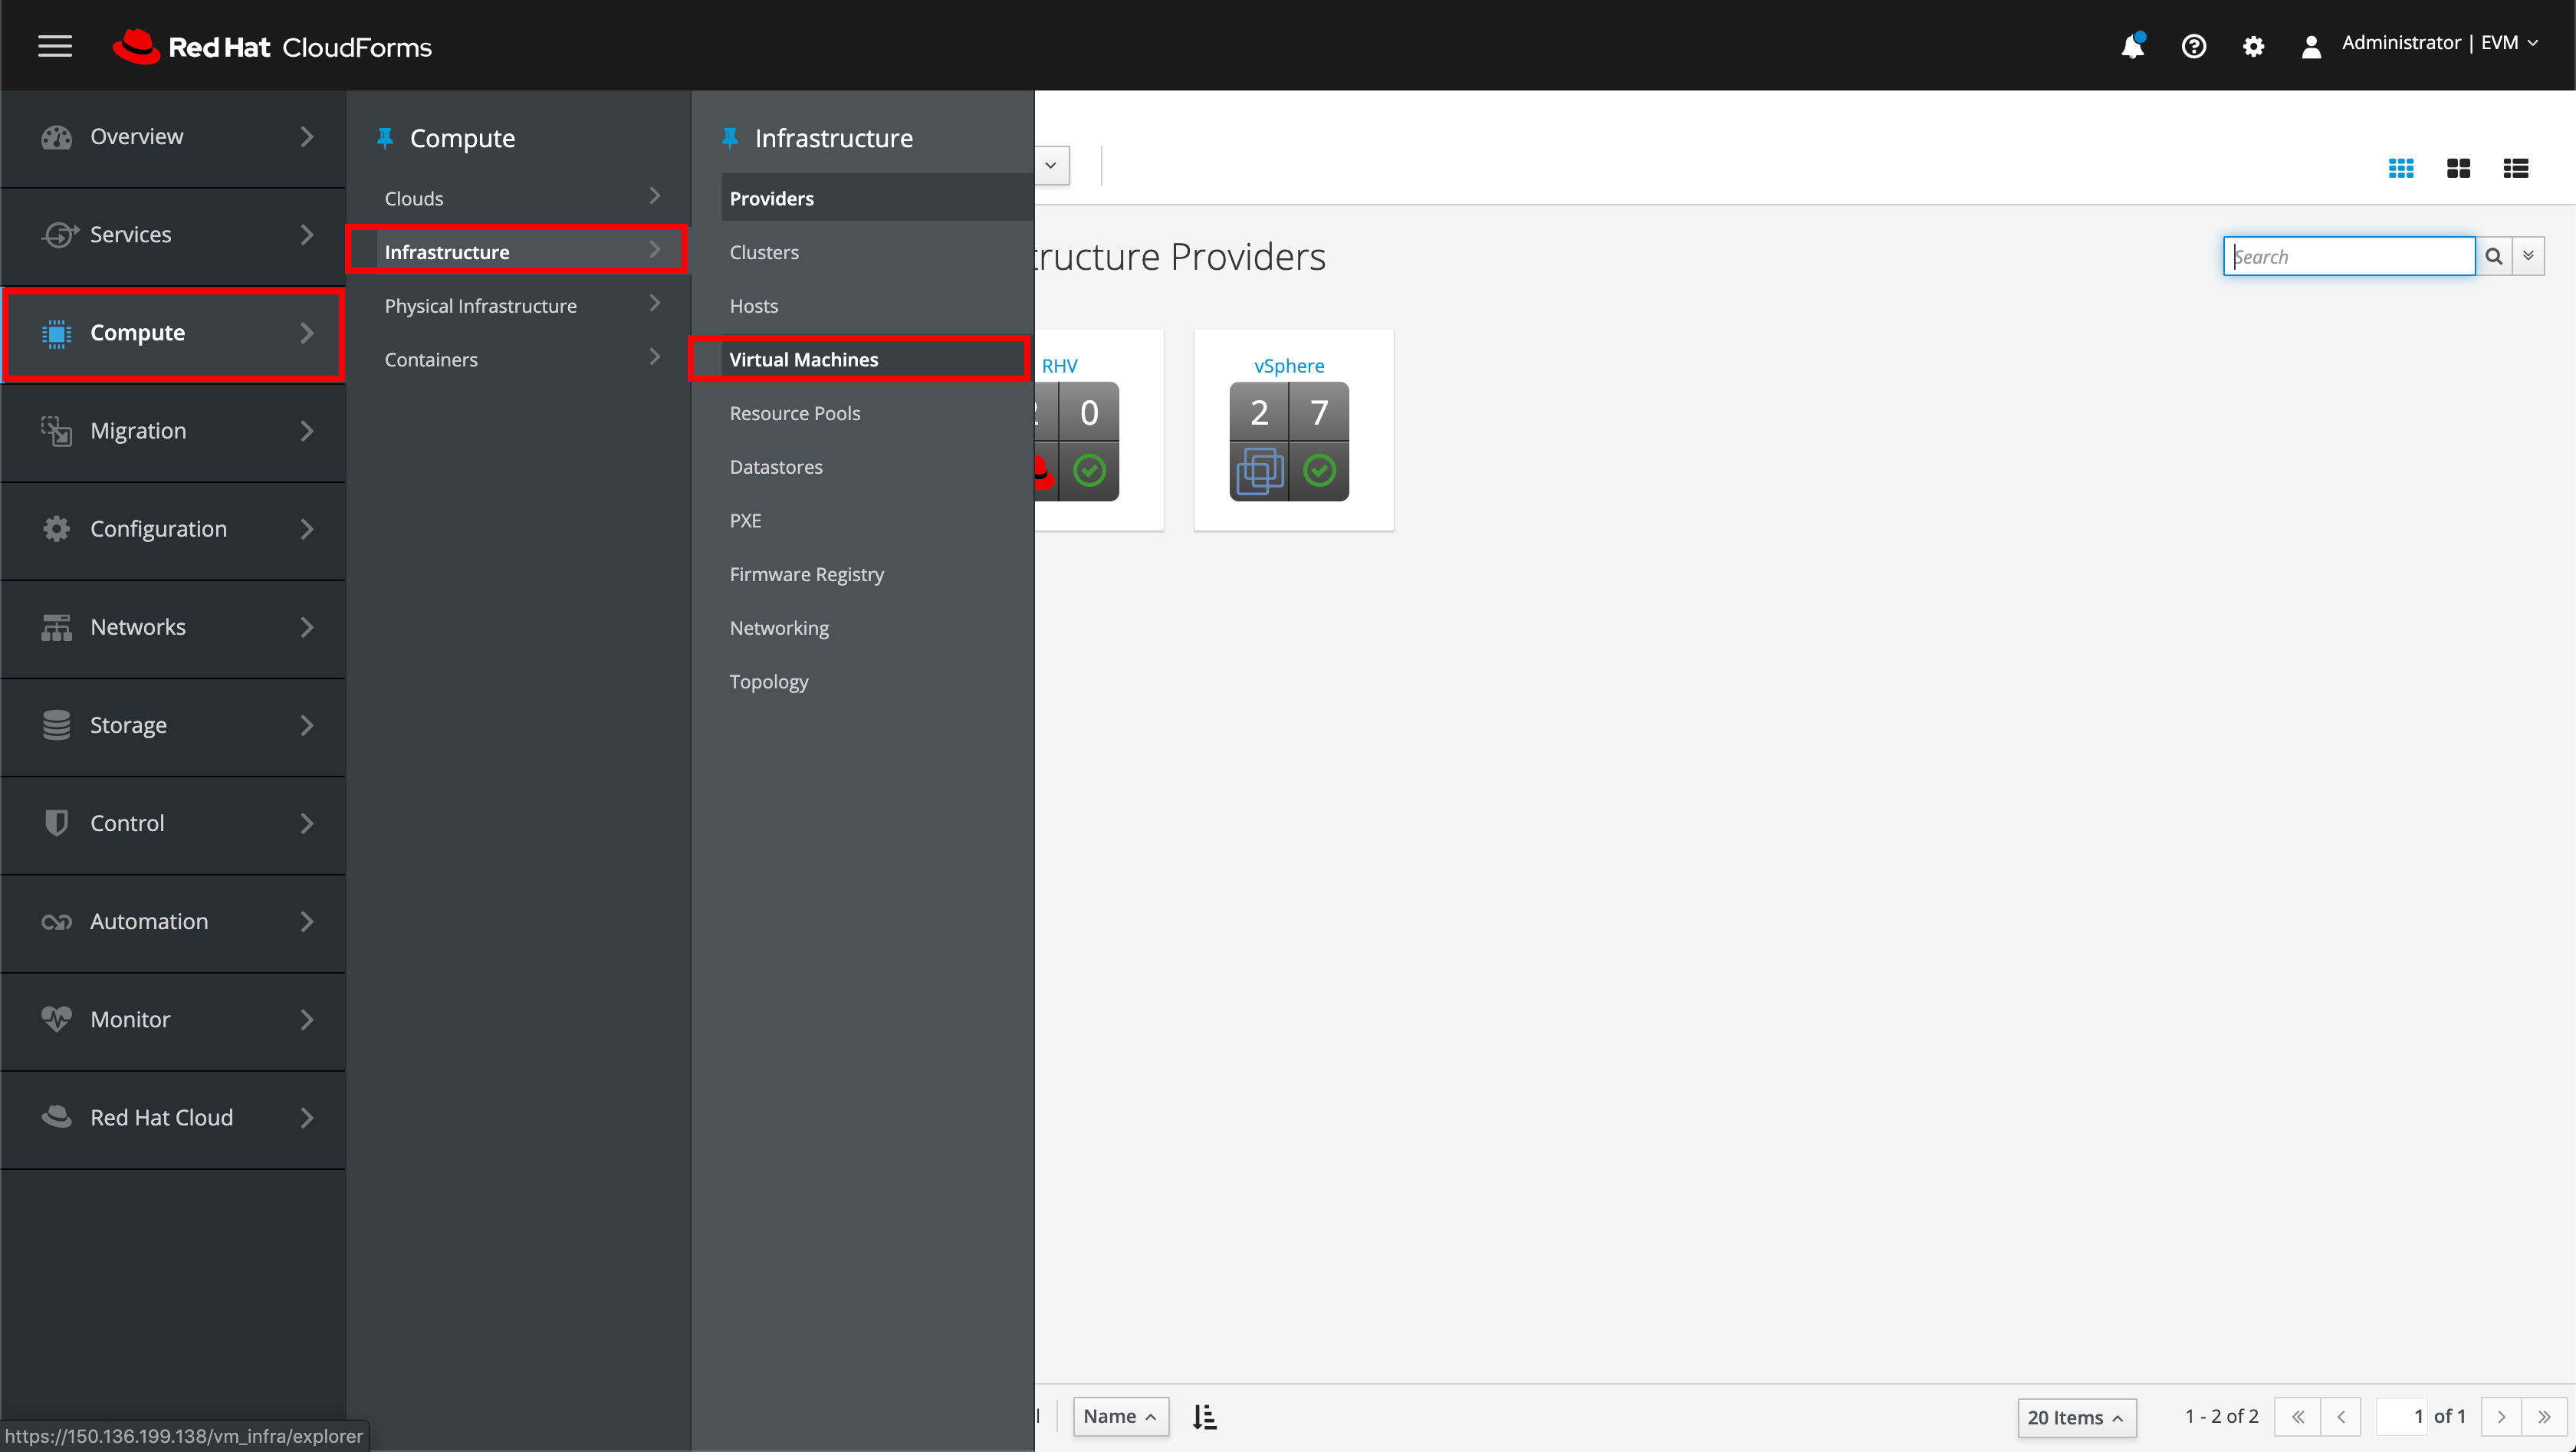 Red Hat CloudForms
Administrator | EVM
Overview
Services
Compute
Migration
Configuration
Networks
Storage
Control
Automation
Monitor
Red Hat Cloud
Compute
Clouds
Infrastructure
Physical Infrastructure
Containers
Infrastructure
Providers
Clusters
Hosts
Virtual Machines
Resource Pools
Datastores
PXE
Firmware Registry
Networking
Topology
ructure Providers
Search
RHV
0
vSphere
2 7
Name
20 Items
1 - 2 of 2
1 of 1
https://150.136.199.138/vm_infra/explorer